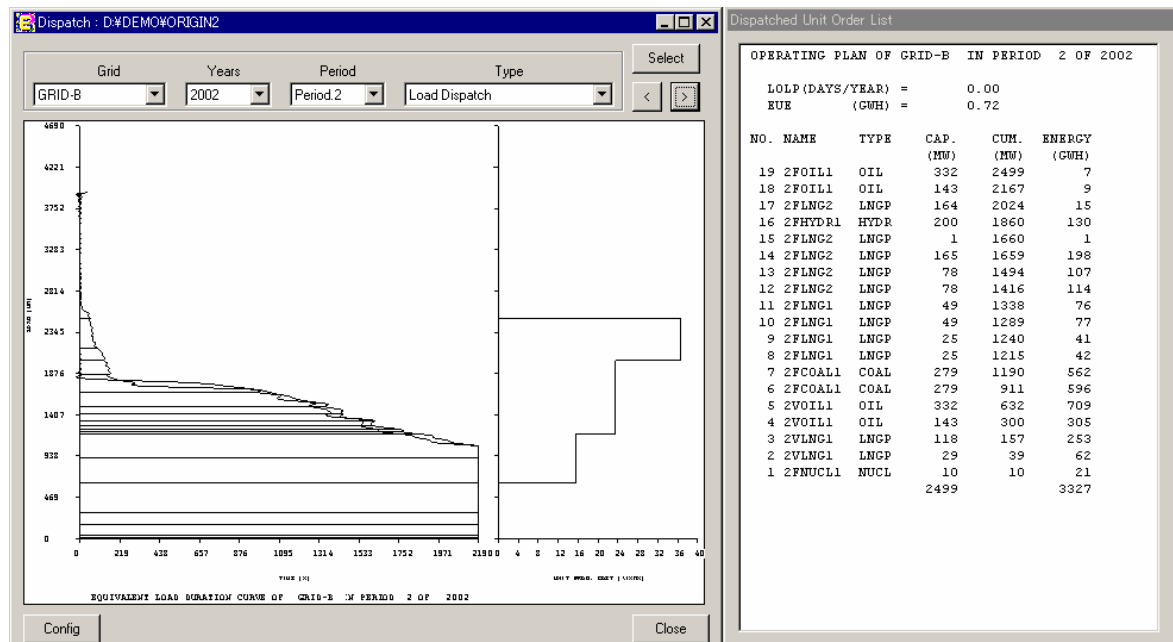 Dispatch : D:¥DEMO¥ORIGIN2
Grid Years Period Type Select
GRID-B 2002 Period.2 Load Dispatch < >
4690
4221
3752
3283
2814
2345
1876
1407
938
469
0
0 219 438 657 876 1095 1314 1533 1752 1971 2190 0 4 8 12 16 20 24 28 32 36 40
EQUIVALENT LOAD DURATION CURVE OF GRID-B IN PERIOD 2 OF 2002
Config Close
Dispatched Unit Order List
OPERATING PLAN OF GRID-B IN PERIOD 2 OF 2002
LOLP(DAYS/YEAR) = 0.00
EUE (GWH) = 0.72
NO. NAME TYPE CAP. CUM. ENERGY
(MW) (MW) (GWH)
19 2FOIL1 OIL 332 2499 7
18 2FOIL1 OIL 143 2167 9
17 2FLNG2 LNGP 164 2024 15
16 2FHYDR1 HYDR 200 1860 130
15 2FLNG2 LNGP 1 1660 1
14 2FLNG2 LNGP 165 1659 198
13 2FLNG2 LNGP 78 1494 107
12 2FLNG2 LNGP 78 1416 114
11 2FLNG1 LNGP 49 1338 76
10 2FLNG1 LNGP 49 1289 77
9 2FLNG1 LNGP 25 1240 41
8 2FLNG1 LNGP 25 1215 42
7 2FCOAL1 COAL 279 1190 562
6 2FCOAL1 COAL 279 911 596
5 2VOIL1 OIL 332 632 709
4 2VOIL1 OIL 143 300 305
3 2VLNG1 LNGP 118 157 253
2 2VLNG1 LNGP 29 39 62
1 2FNUCL1 NUCL 10 10 21
2499 3327